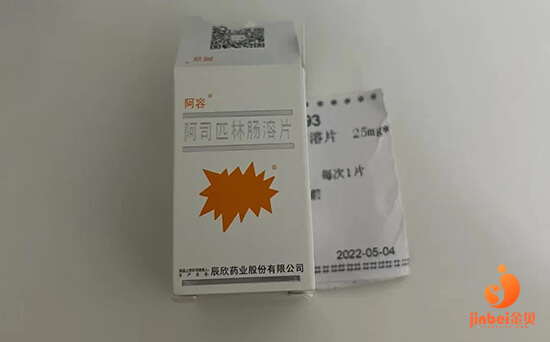 阿容®
阿司匹林肠溶片
辰欣药业股份有限公司
93
溶片 25mg*
每次1片
2022-05-04
jinbei金贝